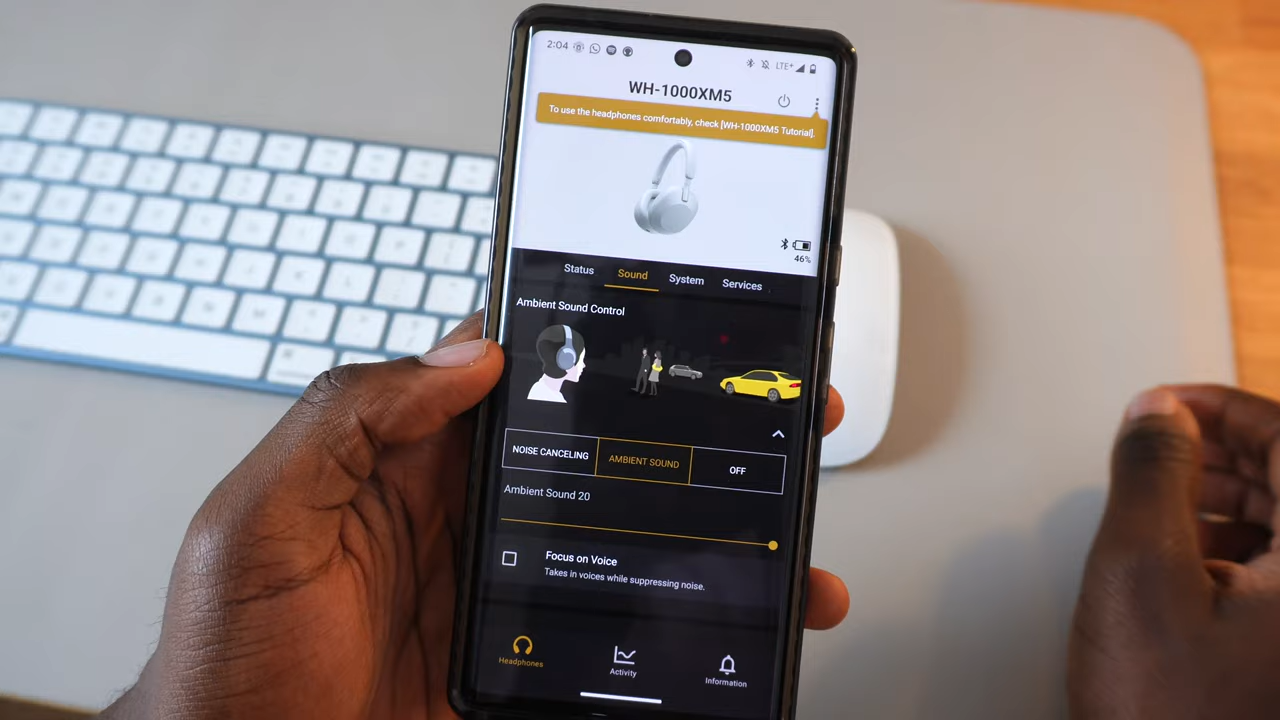 2:04
LTE+
WH-1000XM5
To use the headphones comfortably, check [WH-1000XM5 Tutorial].
46%
Status Sound System Services
Ambient Sound Control
NOISE CANCELING AMBIENT SOUND OFF
Ambient Sound 20
Focus on Voice
Takes in voices while suppressing noise.
Headphones Activity Information